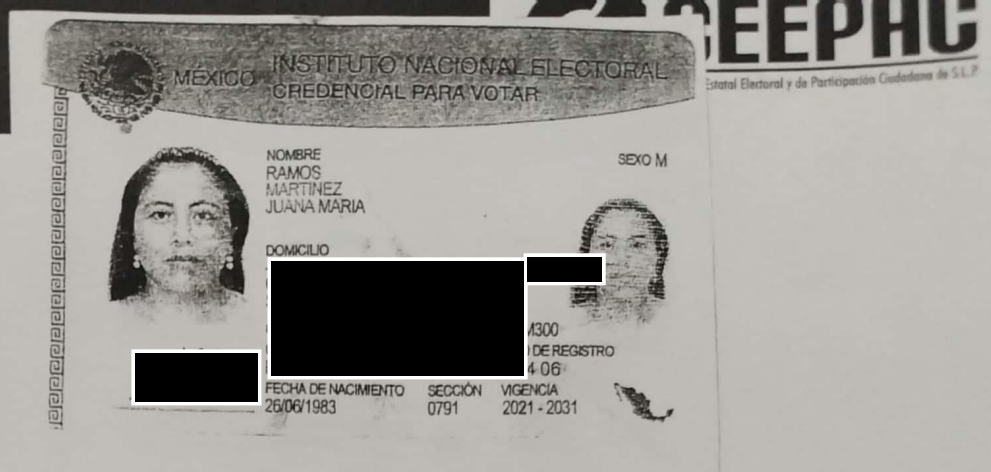 CEEPAC
Estatal Electoral y de Participación Ciudadana de S.L.P.
MÉXICO INSTITUTO NACIONAL ELECTORAL
CREDENCIAL PARA VOTAR
NOMBRE
SEXO M
RAMOS
MARTINEZ
JUANA MARIA
DOMICILIO
M300
DE REGISTRO
4 06
FECHA DE NACIMIENTO SECCIÓN VIGENCIA
26/06/1983 0791 2021 - 2031